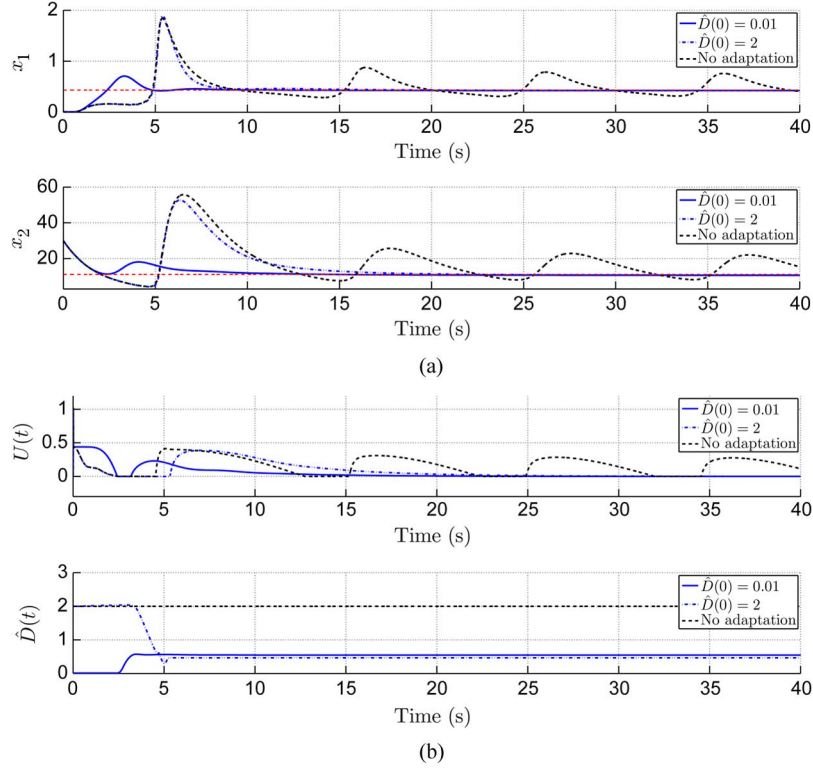 2
1
0
x₁
D̂(0) = 0.01
D̂(0) = 2
No adaptation
0 5 10 15 20 25 30 35 40
Time (s)
60
40
20
x₂
D̂(0) = 0.01
D̂(0) = 2
No adaptation
0 5 10 15 20 25 30 35 40
Time (s)
(a)
1
0.5
0
U(t)
D̂(0) = 0.01
D̂(0) = 2
No adaptation
0 5 10 15 20 25 30 35 40
Time (s)
3
2
1
0
D̂(t)
D̂(0) = 0.01
D̂(0) = 2
No adaptation
0 5 10 15 20 25 30 35 40
Time (s)
(b)